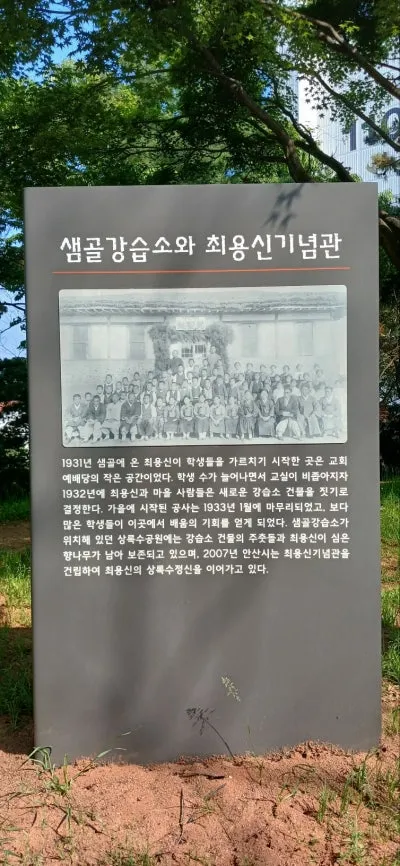 샘골강습소와 최용신기념관
1931년 샘골에 온 최용신이 학생들을 가르치기 시작한 곳은 교회
예배당의 작은 공간이었다. 학생 수가 늘어나면서 교실이 비좁아지자
1932년에 최용신과 마을 사람들은 새로운 강습소 건물을 짓기로
결정한다. 가을에 시작된 공사는 1933년 1월에 마무리되었고, 보다
많은 학생들이 이곳에서 배움의 기회를 얻게 되었다. 샘골강습소가
위치해 있던 상록수공원에는 강습소 건물의 주춧돌과 최용신이 심은
향나무가 남아 보존되고 있으며, 2007년 안산시는 최용신기념관을
건립하여 최용신의 상록수정신을 이어가고 있다.